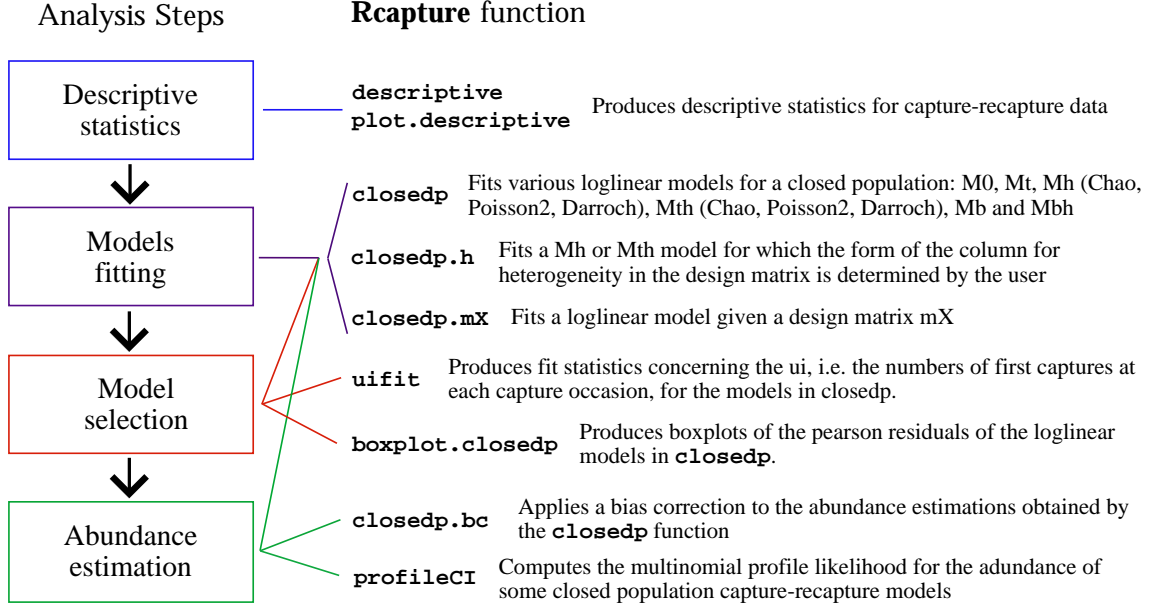 Analysis Steps
Rcapture function
Descriptive
statistics
descriptive
plot.descriptive
Produces descriptive statistics for capture-recapture data
Models
fitting
closedp
Fits various loglinear models for a closed population: M0, Mt, Mh (Chao,
Poisson2, Darroch), Mth (Chao, Poisson2, Darroch), Mb and Mbh
closedp.h
Fits a Mh or Mth model for which the form of the column for
heterogeneity in the design matrix is determined by the user
closedp.mX
Fits a loglinear model given a design matrix mX
Model
selection
uifit
Produces fit statistics concerning the ui, i.e. the numbers of first captures at
each capture occasion, for the models in closedp.
boxplot.closedp
Produces boxplots of the pearson residuals of the loglinear
models in closedp.
Abundance
estimation
closedp.bc
Applies a bias correction to the abundance estimations obtained by
the closedp function
profileCI
Computes the multinomial profile likelihood for the adundance of
some closed population capture-recapture models